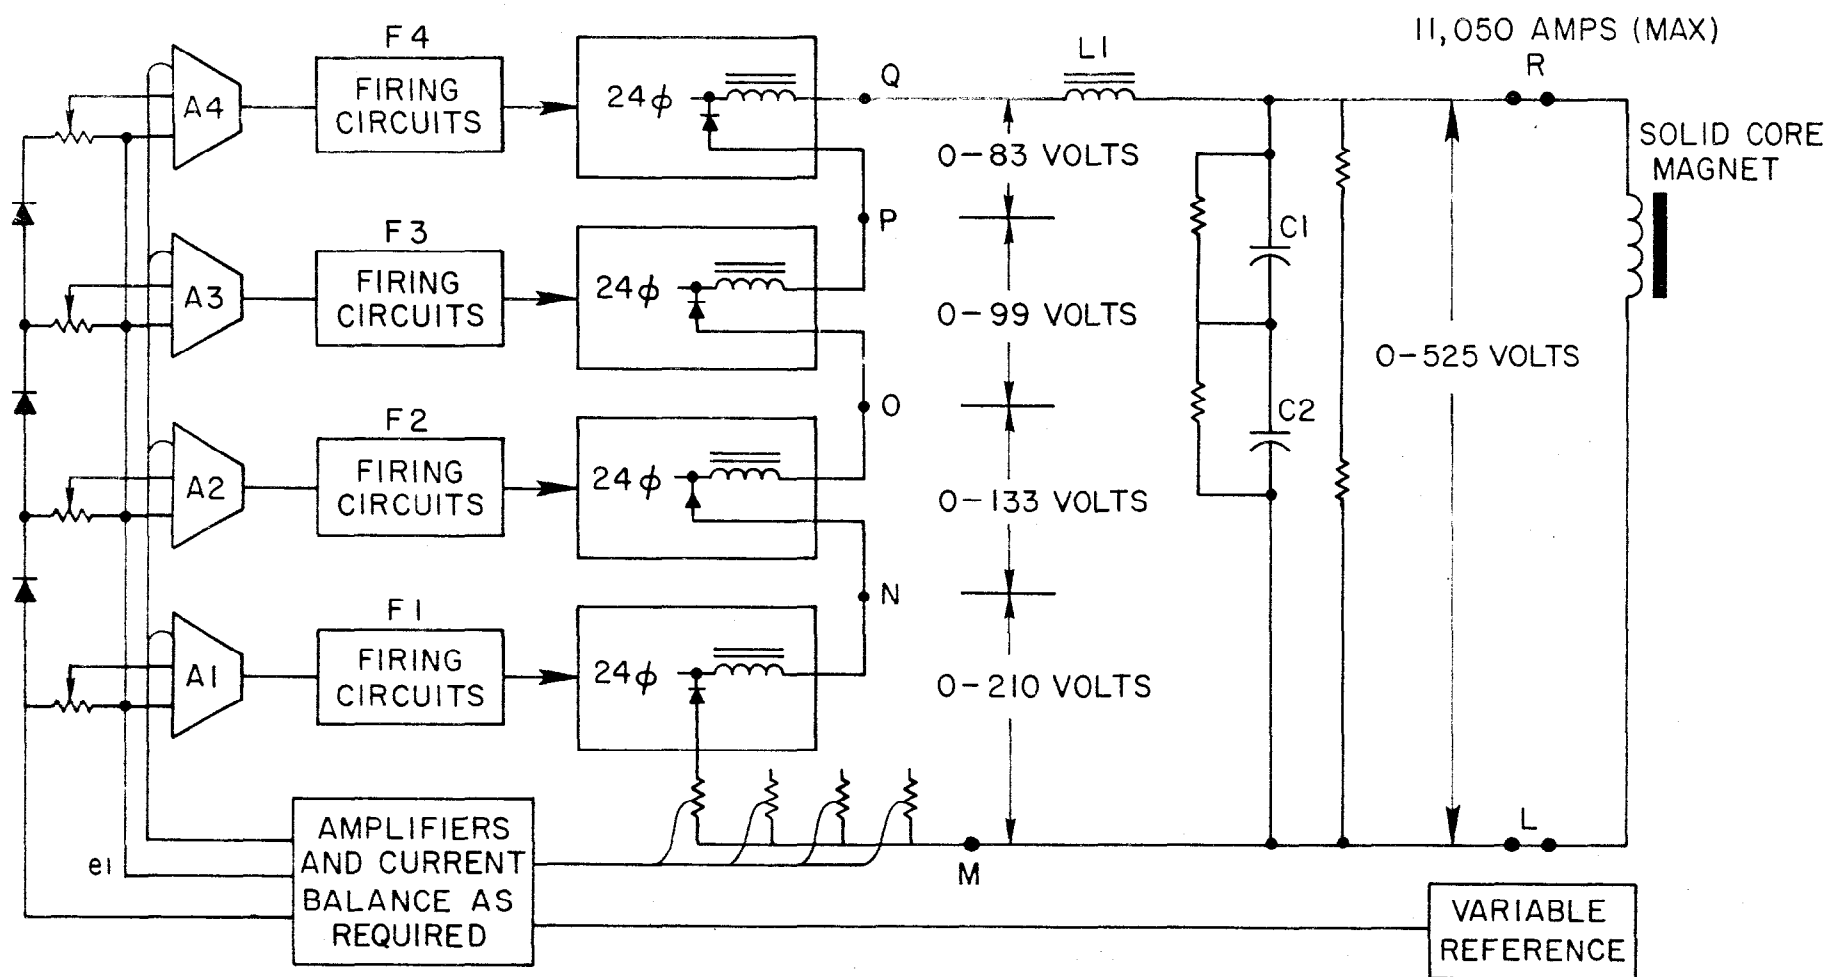 11,050 AMPS (MAX)
F4
L1
Q
R
A4
FIRING
CIRCUITS
24ϕ
0-83 VOLTS
SOLID CORE
MAGNET
P
F3
A3
FIRING
CIRCUITS
24ϕ
C1
0-99 VOLTS
0-525 VOLTS
O
F2
C2
A2
FIRING
CIRCUITS
24ϕ
0-133 VOLTS
N
F1
A1
FIRING
CIRCUITS
24ϕ
0-210 VOLTS
L
M
e1
AMPLIFIERS
AND CURRENT
BALANCE AS
REQUIRED
VARIABLE
REFERENCE